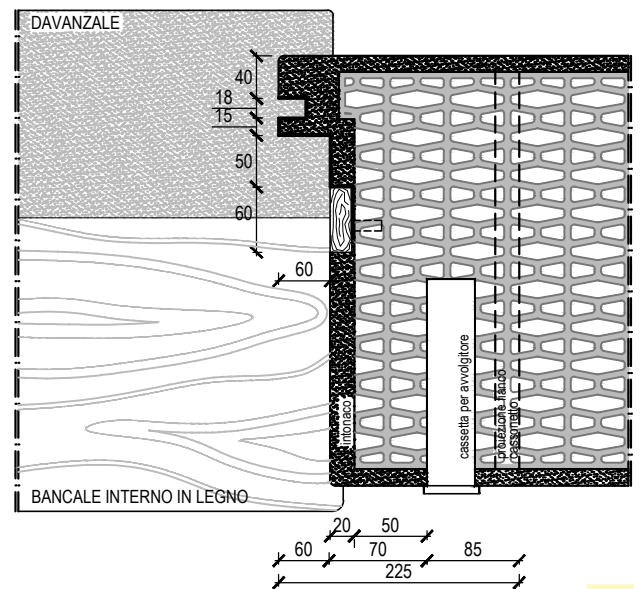 DAVANZALE
40
18
15
50
60
60
cassetta per avvolgitore
proiezione fianco
cassonetto
intonaco
BANCALE INTERNO IN LEGNO
20
50
60
70
85
225